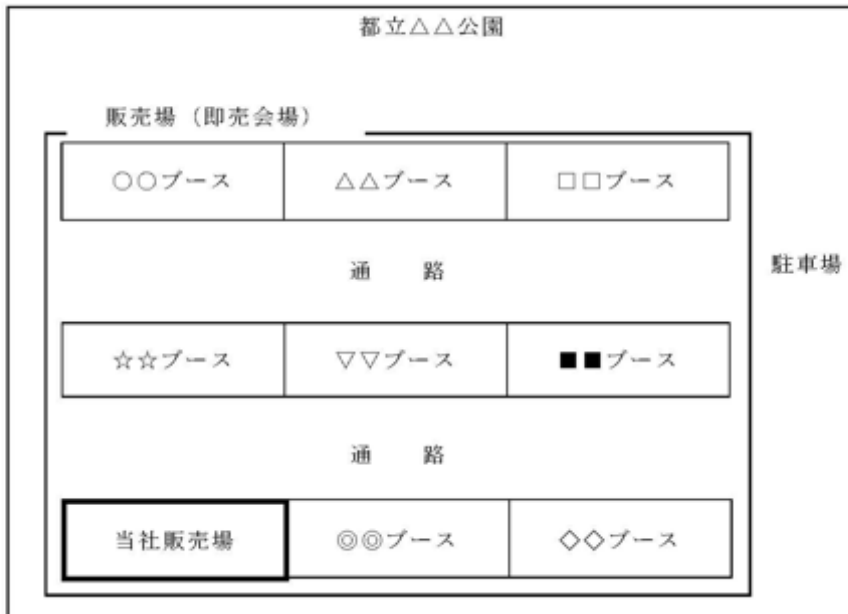 都立△△公園
販売場（即売会場）
○○ブース　△△ブース　□□ブース
通　路
駐車場
☆☆ブース　▽▽ブース　■■ブース
通　路
当社販売場　◎◎ブース　◇◇ブース